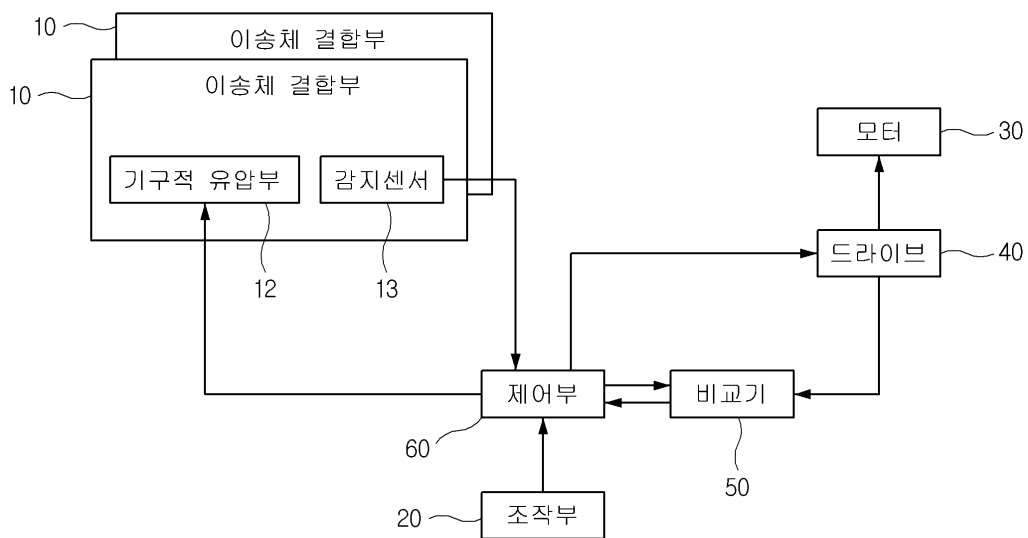 10
이송체 결합부
10
이송체 결합부
모터
30
기구적 유압부
감지센서
드라이브
40
12
13
제어부
비교기
60
50
20
조작부